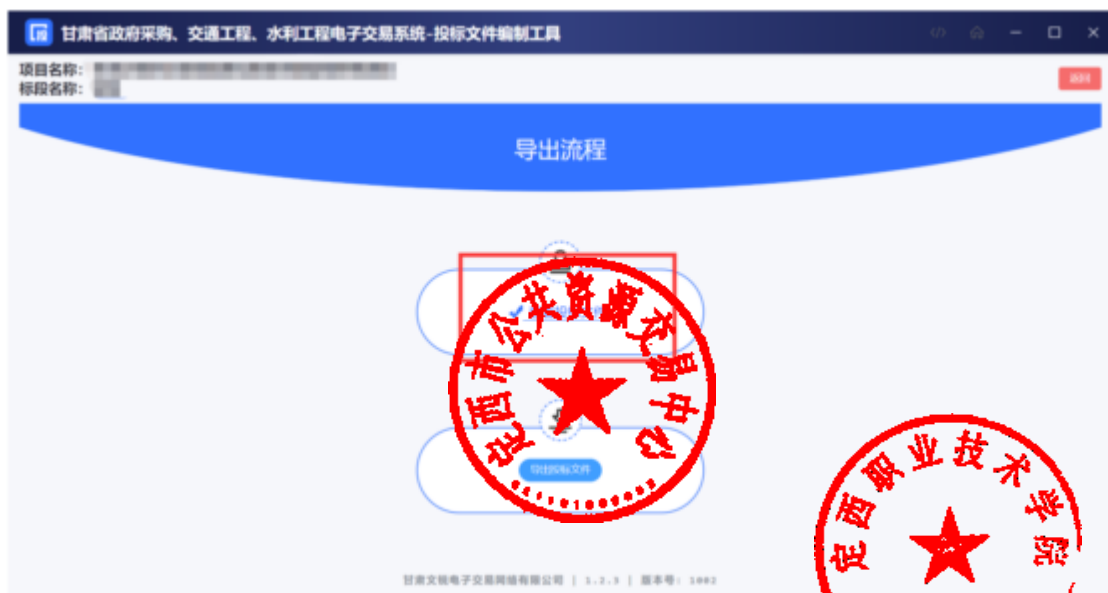 甘肃省政府采购、交通工程、水利工程电子交易系统-投标文件编制工具
项目名称：
标段名称：
返回
导出流程
定西市公共资源交易中心
导出投标文件
定西职业技术学院
甘肃文锐电子交易网络有限公司 | 1.2.3 | 版本号: 1002